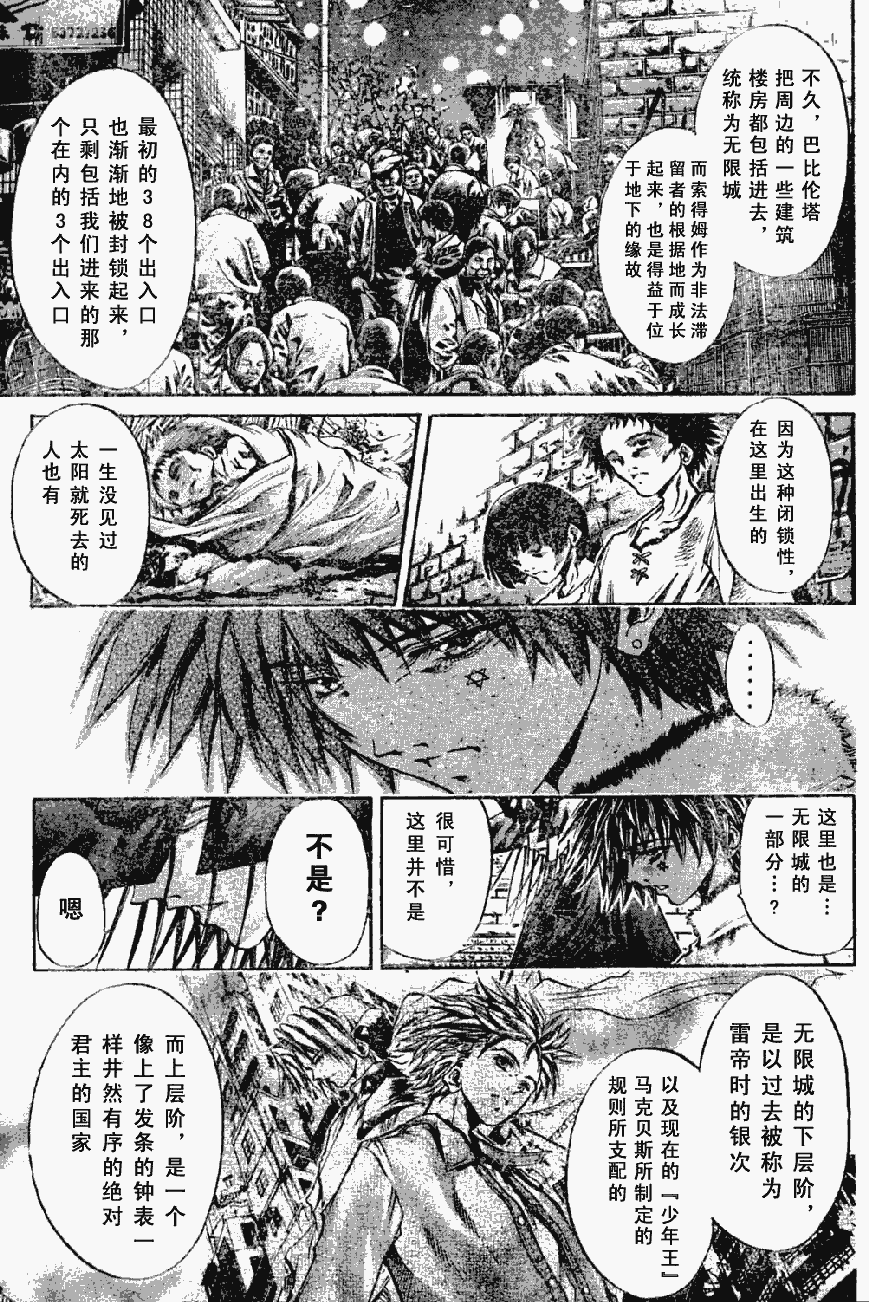 不久，巴比伦塔
把周边的一些建筑
楼房都包括进去，
统称为无限城
而索得姆作为非法滞
留者的根据地而成长
起来，也是得益于位
于地下的缘故
最初的38个出入口
也渐渐地被封锁起来，
只剩包括我们进来的那
个在内的3个出入口
因为这种闭锁性，
在这里出生的
一生没见过
太阳就死去的
人也有
……
这里也是…
无限城的
一部分…？
很可惜，
这里并不是
不是？
嗯
无限城的下层阶，
是以过去被称为
雷帝时的银次
以及现在的『少年王』
马克贝斯所制定的
规则所支配的
而上层阶，是一个
像上了发条的钟表一
样井然有序的绝对
君主的国家